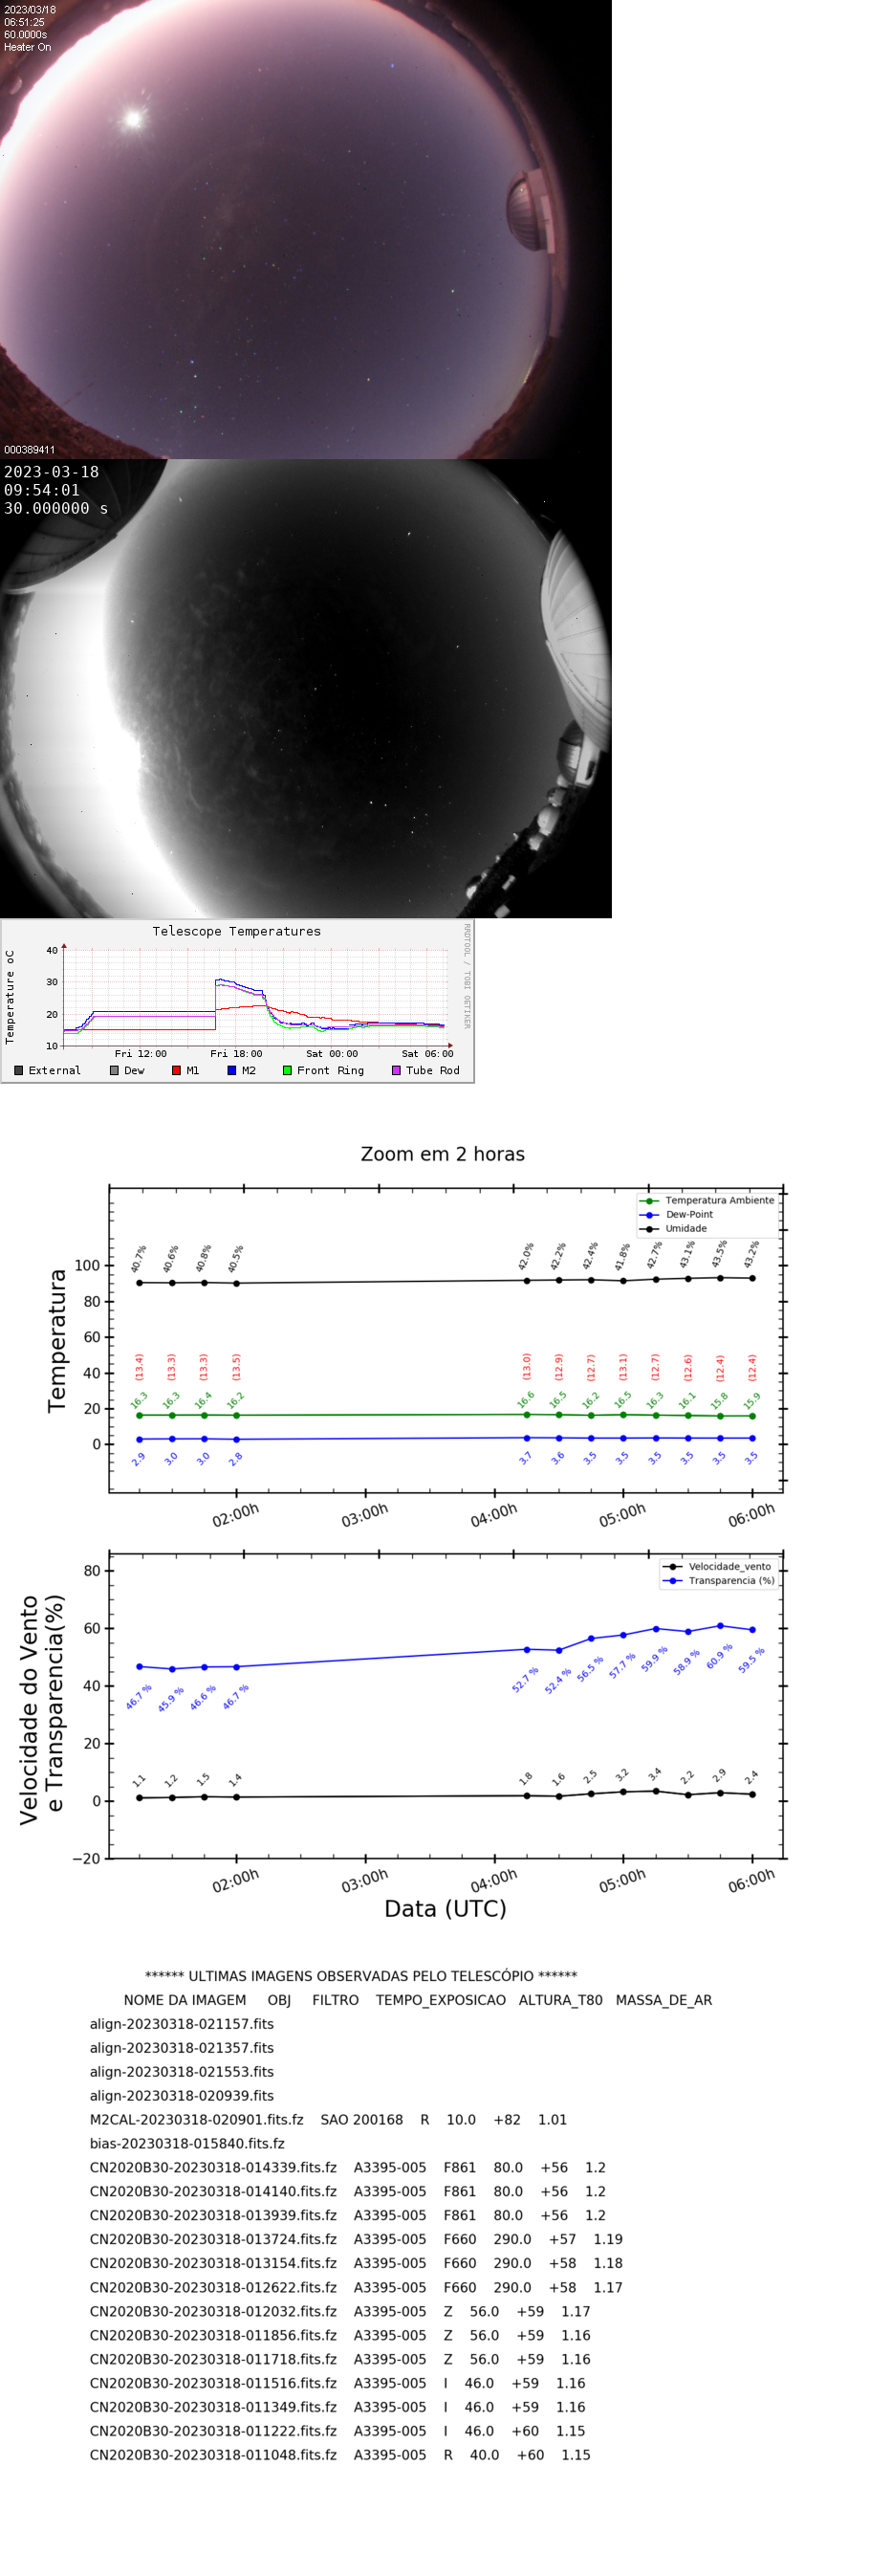 2023/03/18
06:51:25
60.0000s
Heater On
000389411
2023-03-18
09:54:01
30.000000 s
Telescope Temperatures
Temperature oC
40
30
20
10
Fri 12:00 Fri 18:00 Sat 00:00 Sat 06:00
External Dew M1 M2 Front Ring Tube Rod
RRDTOOL / TOBI OETIKER
Zoom em 2 horas
Temperatura
Temperatura Ambiente
Dew-Point
Umidade
100
80
60
40
20
0
40.7% 40.6% 40.8% 40.5% 42.0% 42.2% 42.4% 41.8% 42.7% 43.1% 43.5% 43.2%
(13.4) (13.3) (13.3) (13.5) (13.0) (12.9) (12.7) (13.1) (12.7) (12.6) (12.4) (12.4)
16.3 16.3 16.4 16.2 16.6 16.5 16.2 16.5 16.3 16.1 15.8 15.9
2.9 3.0 3.0 2.8 3.7 3.6 3.5 3.5 3.5 3.5 3.5 3.5
02:00h 03:00h 04:00h 05:00h 06:00h
Velocidade do Vento
e Transparencia(%)
Velocidade_vento
Transparencia (%)
80
60
40
20
0
−20
46.7 % 45.9 % 46.6 % 46.7 % 52.7 % 52.4 % 56.5 % 57.7 % 59.9 % 58.9 % 60.9 % 59.5 %
1.1 1.2 1.5 1.4 1.8 1.6 2.5 3.2 3.4 2.2 2.9 2.4
02:00h 03:00h 04:00h 05:00h 06:00h
Data (UTC)
****** ULTIMAS IMAGENS OBSERVADAS PELO TELESCÓPIO ******
NOME DA IMAGEM OBJ FILTRO TEMPO_EXPOSICAO ALTURA_T80 MASSA_DE_AR
align-20230318-021157.fits
align-20230318-021357.fits
align-20230318-021553.fits
align-20230318-020939.fits
M2CAL-20230318-020901.fits.fz SAO 200168 R 10.0 +82 1.01
bias-20230318-015840.fits.fz
CN2020B30-20230318-014339.fits.fz A3395-005 F861 80.0 +56 1.2
CN2020B30-20230318-014140.fits.fz A3395-005 F861 80.0 +56 1.2
CN2020B30-20230318-013939.fits.fz A3395-005 F861 80.0 +56 1.2
CN2020B30-20230318-013724.fits.fz A3395-005 F660 290.0 +57 1.19
CN2020B30-20230318-013154.fits.fz A3395-005 F660 290.0 +58 1.18
CN2020B30-20230318-012622.fits.fz A3395-005 F660 290.0 +58 1.17
CN2020B30-20230318-012032.fits.fz A3395-005 Z 56.0 +59 1.17
CN2020B30-20230318-011856.fits.fz A3395-005 Z 56.0 +59 1.16
CN2020B30-20230318-011718.fits.fz A3395-005 Z 56.0 +59 1.16
CN2020B30-20230318-011516.fits.fz A3395-005 I 46.0 +59 1.16
CN2020B30-20230318-011349.fits.fz A3395-005 I 46.0 +59 1.16
CN2020B30-20230318-011222.fits.fz A3395-005 I 46.0 +60 1.15
CN2020B30-20230318-011048.fits.fz A3395-005 R 40.0 +60 1.15